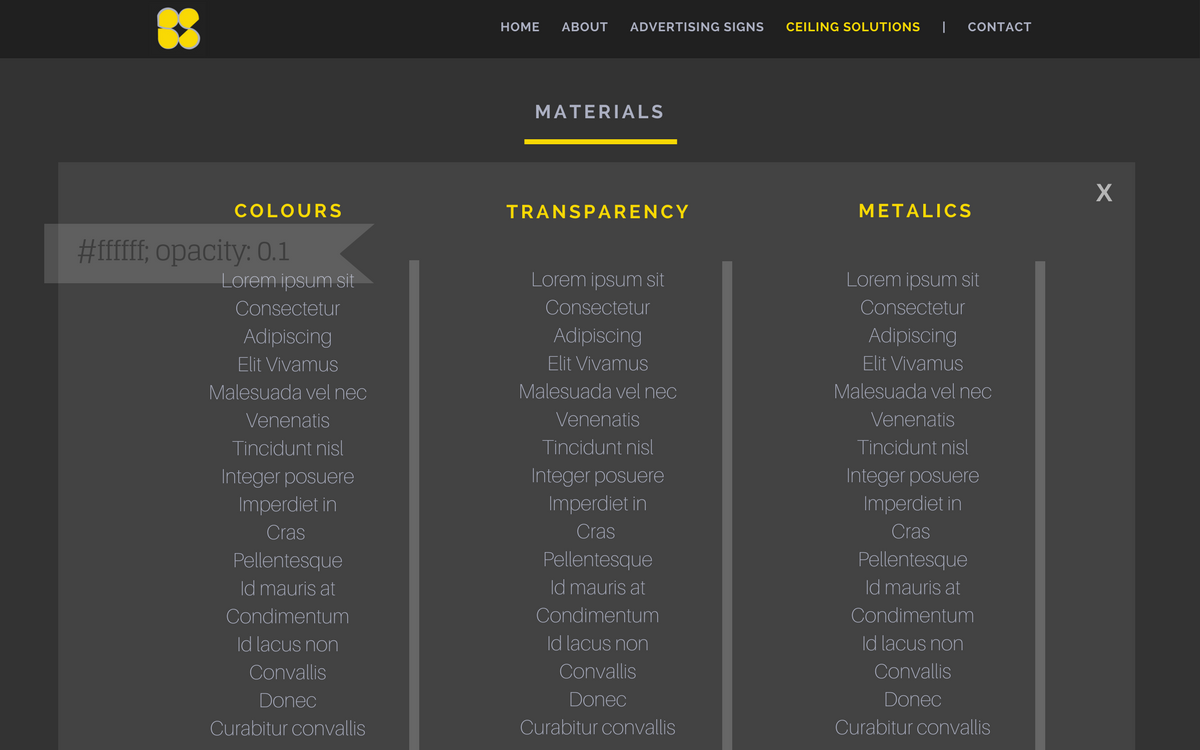 HOME ABOUT ADVERTISING SIGNS CEILING SOLUTIONS | CONTACT
MATERIALS
X
COLOURS
#ffffff; opacity: 0.1
Lorem ipsum sit
Consectetur
Adipiscing
Elit Vivamus
Malesuada vel nec
Venenatis
Tincidunt nisl
Integer posuere
Imperdiet in
Cras
Pellentesque
Id mauris at
Condimentum
Id lacus non
Convallis
Donec
Curabitur convallis
TRANSPARENCY
Lorem ipsum sit
Consectetur
Adipiscing
Elit Vivamus
Malesuada vel nec
Venenatis
Tincidunt nisl
Integer posuere
Imperdiet in
Cras
Pellentesque
Id mauris at
Condimentum
Id lacus non
Convallis
Donec
Curabitur convallis
METALICS
Lorem ipsum sit
Consectetur
Adipiscing
Elit Vivamus
Malesuada vel nec
Venenatis
Tincidunt nisl
Integer posuere
Imperdiet in
Cras
Pellentesque
Id mauris at
Condimentum
Id lacus non
Convallis
Donec
Curabitur convallis